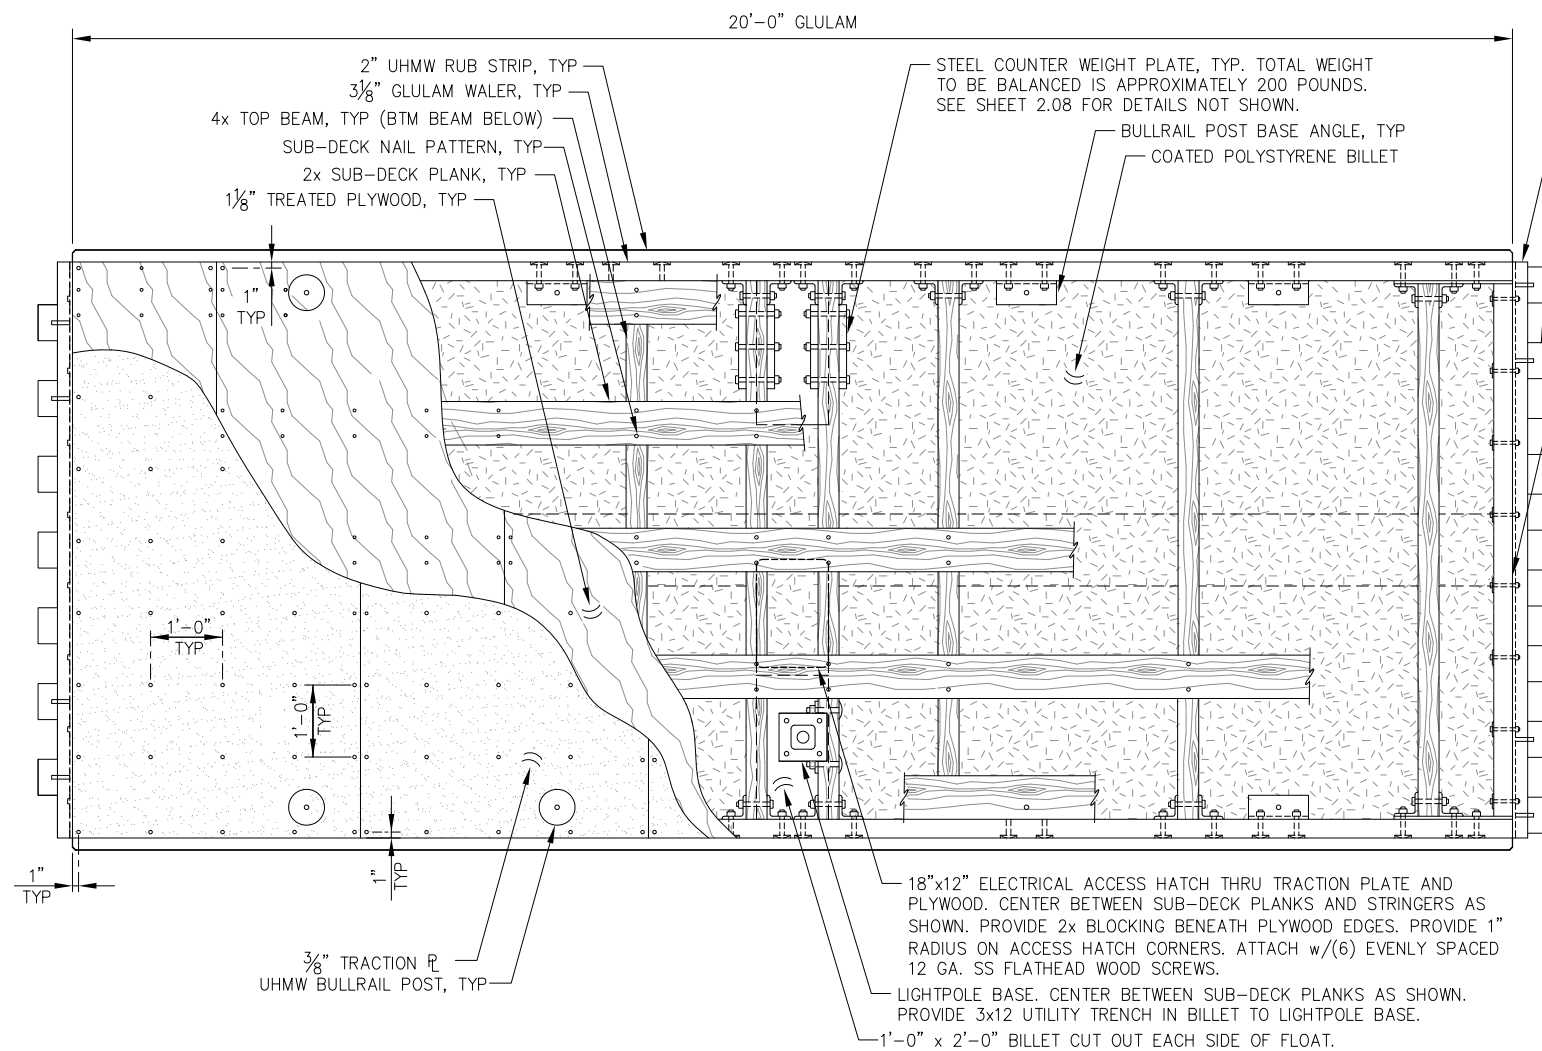 20'-0" GLULAM
2" UHMW RUB STRIP, TYP
3⅛" GLULAM WALER, TYP
4x TOP BEAM, TYP (BTM BEAM BELOW)
SUB-DECK NAIL PATTERN, TYP
2x SUB-DECK PLANK, TYP
1⅛" TREATED PLYWOOD, TYP
STEEL COUNTER WEIGHT PLATE, TYP. TOTAL WEIGHT
TO BE BALANCED IS APPROXIMATELY 200 POUNDS.
SEE SHEET 2.08 FOR DETAILS NOT SHOWN.
BULLRAIL POST BASE ANGLE, TYP
COATED POLYSTYRENE BILLET
1"
TYP
1'-0"
TYP
1'-0"
TYP
1"
TYP
1"
TYP
⅜" TRACTION ⅊
UHMW BULLRAIL POST, TYP
18"x12" ELECTRICAL ACCESS HATCH THRU TRACTION PLATE AND
PLYWOOD. CENTER BETWEEN SUB-DECK PLANKS AND STRINGERS AS
SHOWN. PROVIDE 2x BLOCKING BENEATH PLYWOOD EDGES. PROVIDE 1"
RADIUS ON ACCESS HATCH CORNERS. ATTACH w/(6) EVENLY SPACED
12 GA. SS FLATHEAD WOOD SCREWS.
LIGHTPOLE BASE. CENTER BETWEEN SUB-DECK PLANKS AS SHOWN.
PROVIDE 3x12 UTILITY TRENCH IN BILLET TO LIGHTPOLE BASE.
1'-0" x 2'-0" BILLET CUT OUT EACH SIDE OF FLOAT.